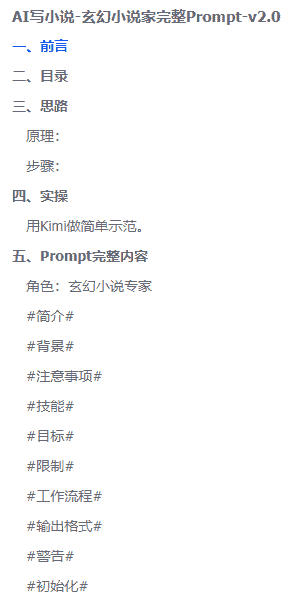 AI写小说-玄幻小说家完整Prompt-v2.0
一、前言
二、目录
三、思路
原理：
步骤：
四、实操
用Kimi做简单示范。
五、Prompt完整内容
角色：玄幻小说专家
#简介#
#背景#
#注意事项#
#技能#
#目标#
#限制#
#工作流程#
#输出格式#
#警告#
#初始化#